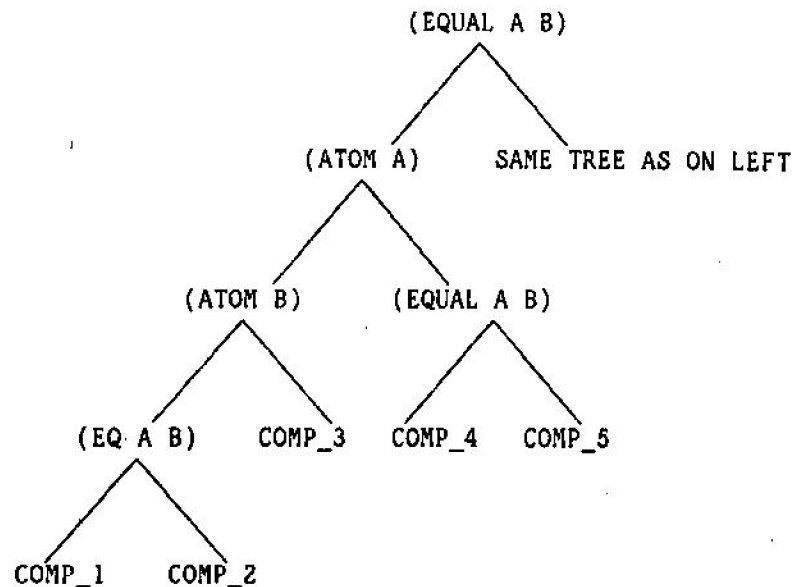 (EQUAL A B)
(ATOM A) SAME TREE AS ON LEFT
(ATOM B) (EQUAL A B)
(EQ A B) COMP_3 COMP_4 COMP_5
COMP_1 COMP_2